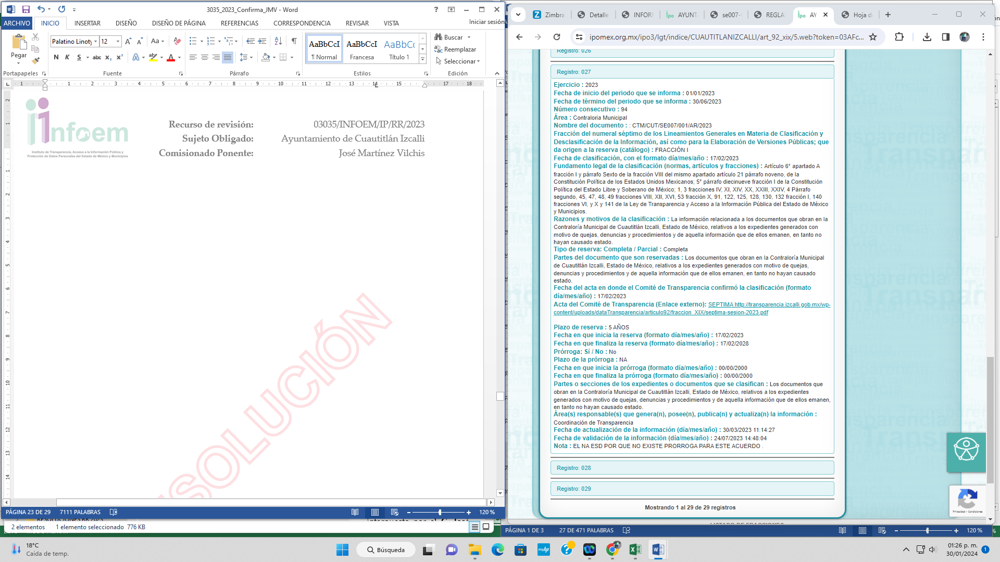 3035_2023_Confirma_JMV - Word
ARCHIVO INICIO INSERTAR DISEÑO DISEÑO DE PÁGINA REFERENCIAS CORRESPONDENCIA REVISAR VISTA Iniciar sesión
Pegar
Palatino Linoty 12
N K S abc x₂ x²
AaBbCcI AaBbCcI AaBbCc
¶ Normal Francesa Título 1
Buscar
Reemplazar
Seleccionar
Portapapeles Fuente Párrafo Estilos Edición
infoem
Instituto de Transparencia, Acceso a la Información Pública y
Protección de Datos Personales del Estado de México y Municipios
Recurso de revisión: 03035/INFOEM/IP/RR/2023
Sujeto Obligado: Ayuntamiento de Cuautitlán Izcalli
Comisionado Ponente: José Martínez Vilchis
SOLUCIÓN
PÁGINA 23 DE 29 7111 PALABRAS 120 %
2 elementos 1 elemento seleccionado 776 KB
Zimbra Detalle INFORM AYUNTA se007- REGLA AY Hoja de
ipomex.org.mx/ipo3/lgt/indice/CUAUTITLANIZCALLI/art_92_xix/5.web?token=03AFc...
Registro: 026
Registro: 027
Ejercicio : 2023
Fecha de inicio del periodo que se informa : 01/01/2023
Fecha de término del periodo que se informa : 30/06/2023
Número consecutivo : 94
Área : Contraloria Municipal
Nombre del documento : : CTM/CUT/SE007/001/AR/2023
Fracción del numeral séptimo de los Lineamientos Generales en Materia de Clasificación y
Desclasificación de la Información, así como para la Elaboración de Versiones Públicas; que
da origen a la reserva (catálogo) : FRACCIÓN I
Fecha de clasificación, con el formato día/mes/año : 17/02/2023
Fundamento legal de la clasificación (normas, artículos y fracciones) : Artículo 6° apartado A
fracción I y párrafo Sexto de la fracción VIII del mismo apartado artículo 21 párrafo noveno, de la
Constitución Política de los Estados Unidos Mexicanos; 5° párrafo diecinueve fracción I de la Constitución
Política del Estado Libre y Soberano de México; 1, 3 fracciones IV, XI, XIV, XX, XXIII, XXIV, 4 Párrafo
segundo, 45, 47, 48, 49 fracciones VIII, XII, XVI, 53 fracción X, 91, 122, 125, 128, 130, 132 fracción I, 140
fracciones VI, y X y 141 de la Ley de Transparencia y Acceso a la Información Pública del Estado de México
y Municipios.
Razones y motivos de la clasificación : La información relacionada a los documentos que obran en la
Contraloría Municipal de Cuautitlán Izcalli, Estado de México, relativos a los expedientes generados con
motivo de quejas, denuncias y procedimientos y de aquella información que de ellos emanen, en tanto no
hayan causado estado.
Tipo de reserva: Completa / Parcial : Completa
Partes del documento que son reservadas : Los documentos que obran en la Contraloría Municipal
de Cuautitlán Izcalli, Estado de México, relativos a los expedientes generados con motivo de quejas,
denuncias y procedimientos y de aquella información que de ellos emanen, en tanto no hayan causado
estado.
Fecha del acta en donde el Comité de Transparencia confirmó la clasificación (formato
día/mes/año) : 17/02/2023
Acta del Comité de Transparencia (Enlace externo): SEPTIMA http://transparencia.izcalli.gob.mx/wp-
content/uploads/dataTransparencia/articulo92/fraccion_XIX/septima-sesion-2023.pdf
Plazo de reserva : 5 AÑOS
Fecha en que inicia la reserva (formato día/mes/año) : 17/02/2023
Fecha en que finaliza la reserva (formato día/mes/año) : 17/02/2028
Prórroga: Sí / No : No
Plazo de la prórroga : NA
Fecha en que inicia la prórroga (formato día/mes/año) : 00/00/2000
Fecha en que finaliza la prórroga (formato día/mes/año) : 00/00/2000
Partes o secciones de los expedientes o documentos que se clasifican : Los documentos que
obran en la Contraloría Municipal de Cuautitlán Izcalli, Estado de México, relativos a los expedientes
generados con motivo de quejas, denuncias y procedimientos y de aquella información que de ellos emanen,
en tanto no hayan causado estado.
Área(s) responsable(s) que genera(n), posee(n), publica(n) y actualiza(n) la información :
Coordinación de Transparencia
Fecha de actualización de la información (día/mes/año) : 30/03/2023 11:14:27
Fecha de validación de la información (día/mes/año) : 24/07/2023 14:48:04
Nota : EL NA ESD POR QUE NO EXISTE PRORROGA PARA ESTE ACUERDO .
Registro: 028
Registro: 029
Mostrando 1 al 29 de 29 registros
Privacidad - Condiciones
PÁGINA 1 DE 3 27 DE 471 PALABRAS 120 %
18°C
Caída de temp.
Búsqueda
01:26 p. m.
30/01/2024
1